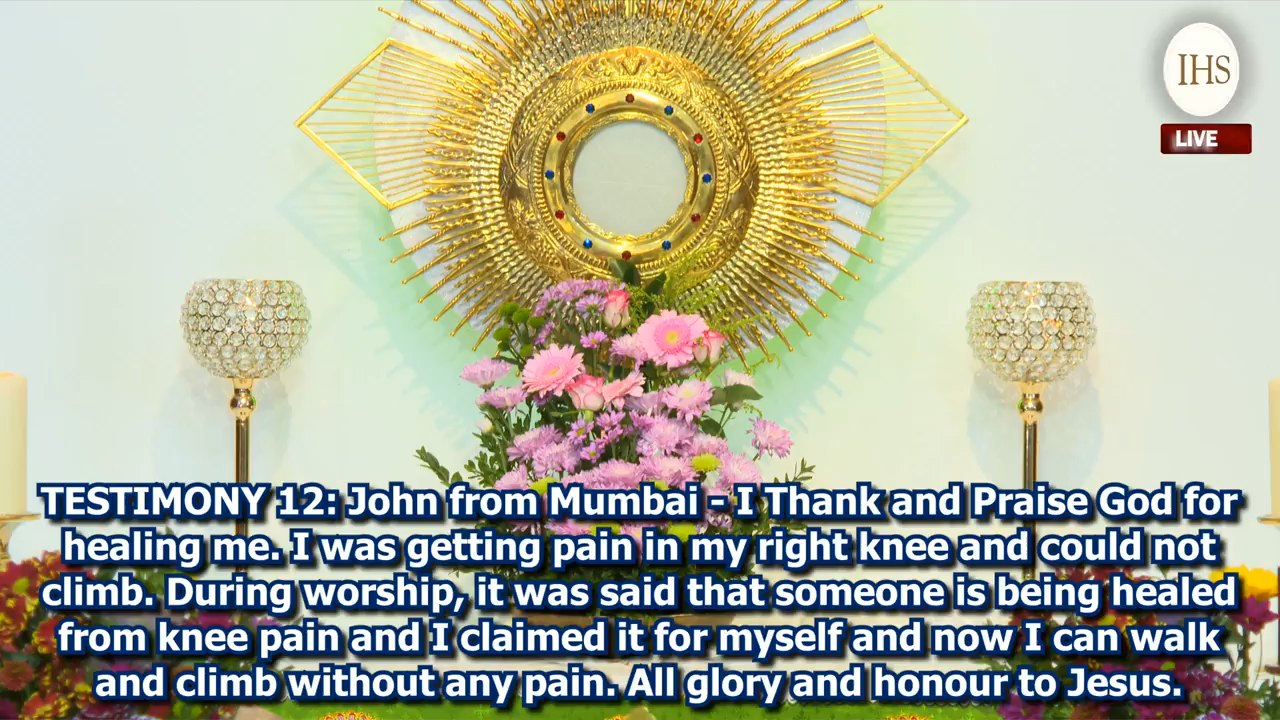 IHS
LIVE
TESTIMONY 12: John from Mumbai - I Thank and Praise God for
healing me. I was getting pain in my right knee and could not
climb. During worship, it was said that someone is being healed
from knee pain and I claimed it for myself and now I can walk
and climb without any pain. All glory and honour to Jesus.